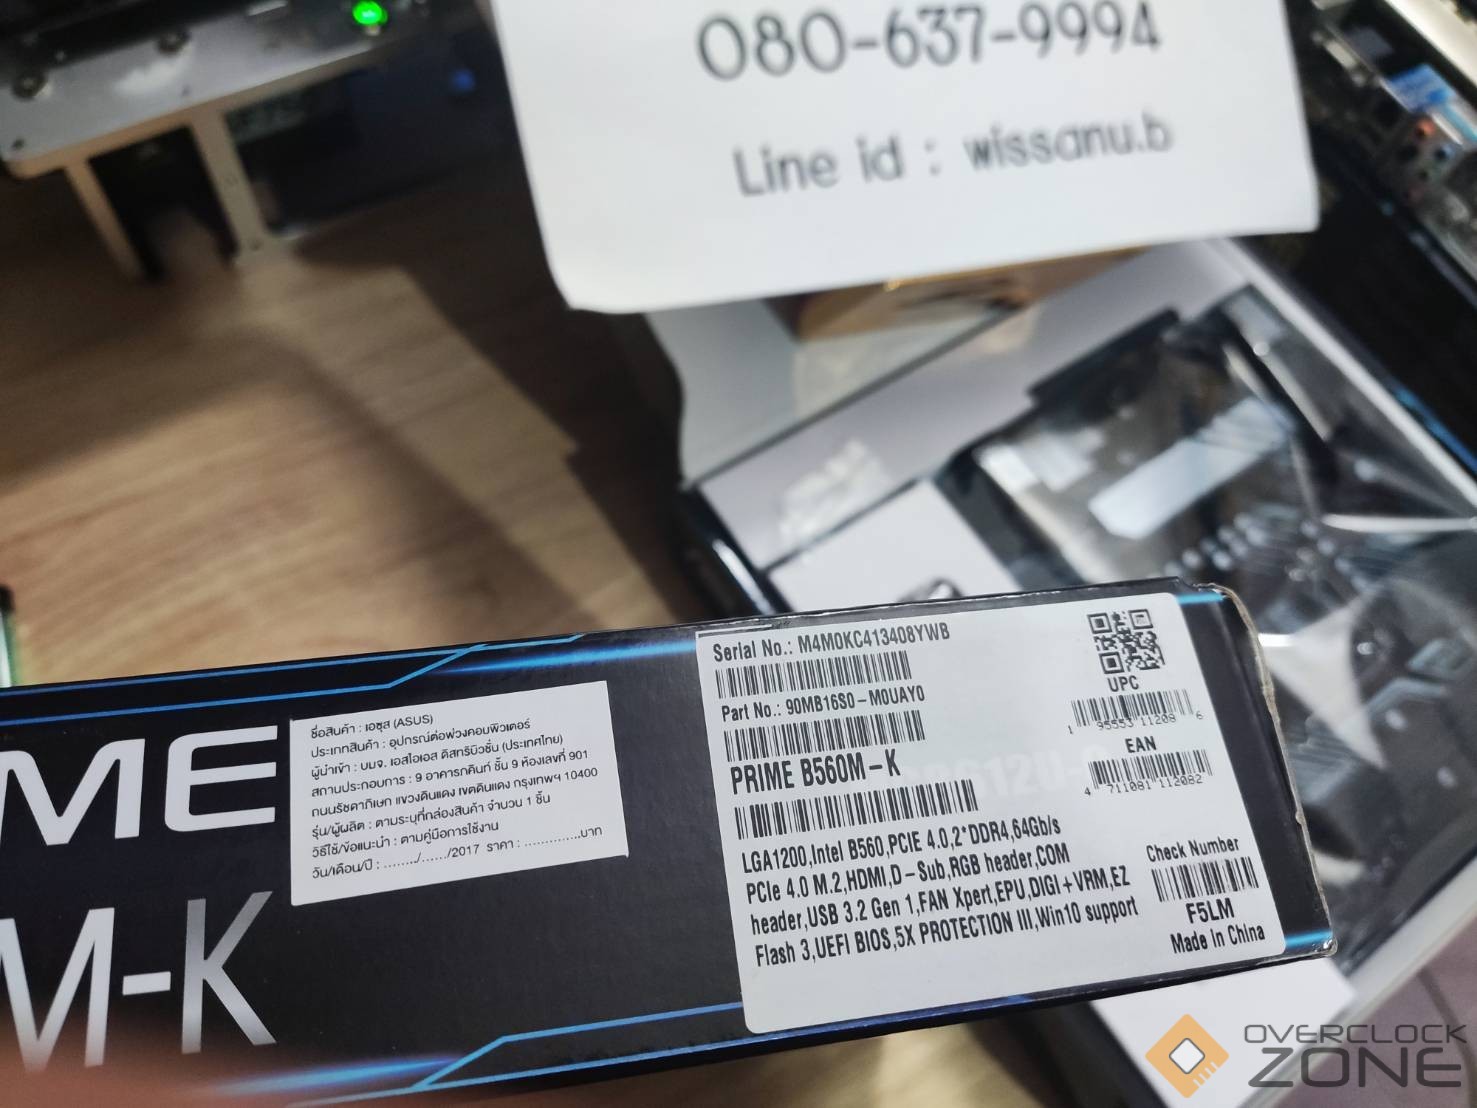 080-637-9994
Line id : wissanu.b
ME
M-K
ชื่อสินค้า : เอซุส (ASUS)
ประเภทสินค้า : อุปกรณ์ต่อพ่วงคอมพิวเตอร์
ผู้นำเข้า : บมจ. เอสไอเอส ดิสทริบิวชั่น (ประเทศไทย)
สถานประกอบการ : 9 อาคารภคินท์ ชั้น 9 ห้องเลขที่ 901
ถนนรัชดาภิเษก แขวงดินแดง เขตดินแดง กรุงเทพฯ 10400
รุ่น/ผู้ผลิต : ตามระบุที่กล่องสินค้า จำนวน 1 ชิ้น
วิธีใช้/ข้อแนะนำ : ตามคู่มือการใช้งาน
วัน/เดือน/ปี : ......../....../2017 ราคา : ..............บาท
Serial No.: M4M0KC413408YWB
Part No.: 90MB16S0-M0UAY0
PRIME B560M-K
LGA1200,Intel B560,PCIE 4.0,2*DDR4,64Gb/s
PCIe 4.0 M.2,HDMI,D-Sub,RGB header,COM
header,USB 3.2 Gen 1,FAN Xpert,EPU,DIGI+VRM,EZ
Flash 3,UEFI BIOS,5X PROTECTION III,Win10 support
UPC
1 95553 11208 6
EAN
4 711081 112082
Check Number
F5LM
Made In China
OVERCLOCK
ZONE